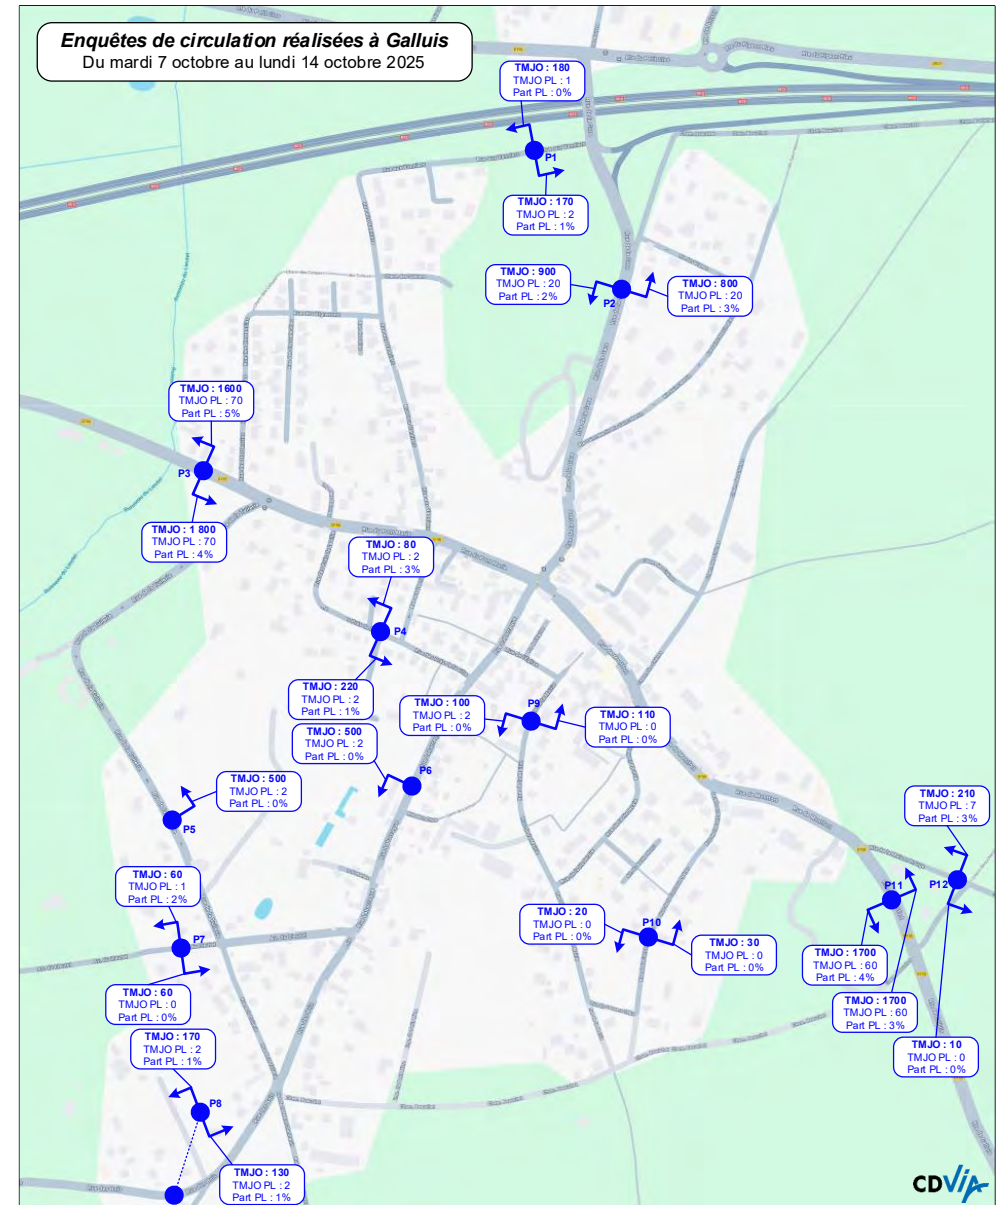 Enquêtes de circulation réalisées à Galluis
Du mardi 7 octobre au lundi 14 octobre 2025
TMJO : 180
TMJO PL : 1
Part PL : 0%
P1
TMJO : 170
TMJO PL : 2
Part PL : 1%
TMJO : 900
TMJO PL : 20
Part PL : 2%
P2
TMJO : 800
TMJO PL : 20
Part PL : 3%
TMJO : 1600
TMJO PL : 70
Part PL : 5%
P3
TMJO : 1 800
TMJO PL : 70
Part PL : 4%
TMJO : 80
TMJO PL : 2
Part PL : 3%
P4
TMJO : 220
TMJO PL : 2
Part PL : 1%
TMJO : 100
TMJO PL : 2
Part PL : 0%
P9
TMJO : 110
TMJO PL : 0
Part PL : 0%
TMJO : 500
TMJO PL : 2
Part PL : 0%
P6
TMJO : 500
TMJO PL : 2
Part PL : 0%
P5
TMJO : 210
TMJO PL : 7
Part PL : 3%
P12
P11
TMJO : 60
TMJO PL : 1
Part PL : 2%
P7
TMJO : 60
TMJO PL : 0
Part PL : 0%
TMJO : 20
TMJO PL : 0
Part PL : 0%
P10
TMJO : 30
TMJO PL : 0
Part PL : 0%
TMJO : 1700
TMJO PL : 60
Part PL : 4%
TMJO : 1700
TMJO PL : 60
Part PL : 3%
TMJO : 10
TMJO PL : 0
Part PL : 0%
TMJO : 170
TMJO PL : 2
Part PL : 1%
P8
TMJO : 130
TMJO PL : 2
Part PL : 1%
CDVIA